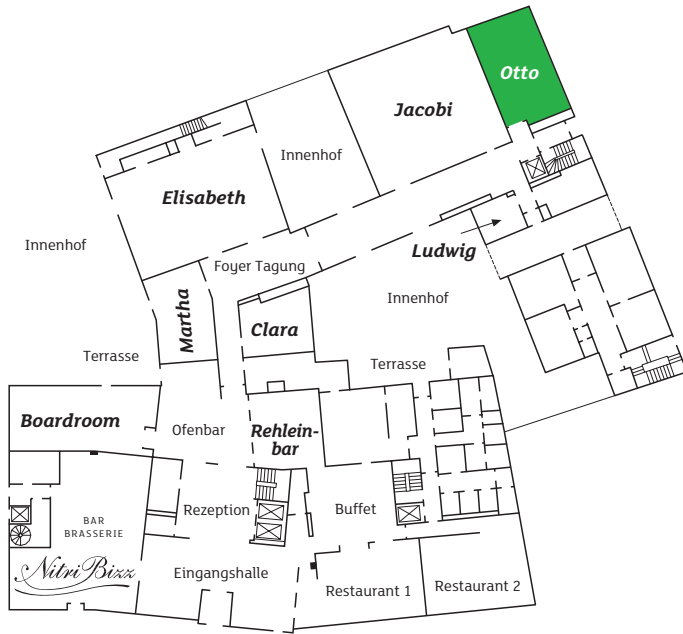 Otto
Jacobi
Innenhof
Elisabeth
Innenhof
Ludwig
Foyer Tagung
Innenhof
Martha
Clara
Terrasse
Terrasse
Boardroom
Ofenbar
Rehlein-
bar
Rezeption
Buffet
BAR
BRASSERIE
NitriBizz
Eingangshalle
Restaurant 1
Restaurant 2